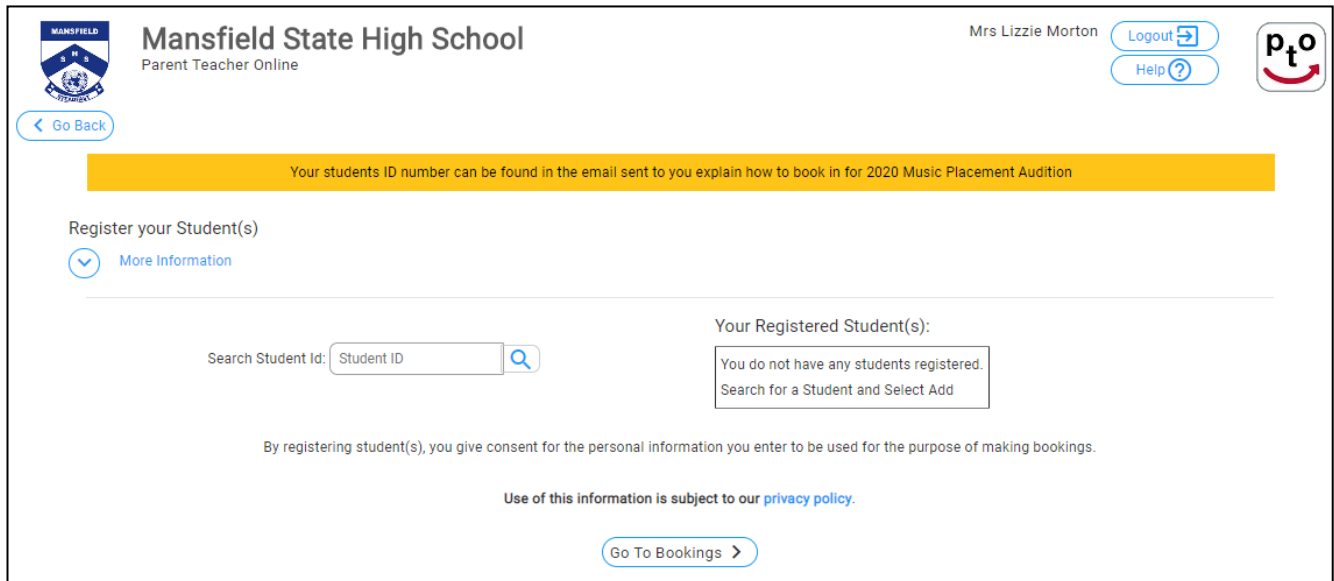 MANSFIELD
S H S
Mansfield State High School
Parent Teacher Online
Mrs Lizzie Morton
Logout
Help
pto
Go Back
Your students ID number can be found in the email sent to you explain how to book in for 2020 Music Placement Audition
Register your Student(s)
More Information
Search Student Id: Student ID
Your Registered Student(s):
You do not have any students registered.
Search for a Student and Select Add
By registering student(s), you give consent for the personal information you enter to be used for the purpose of making bookings.
Use of this information is subject to our privacy policy.
Go To Bookings